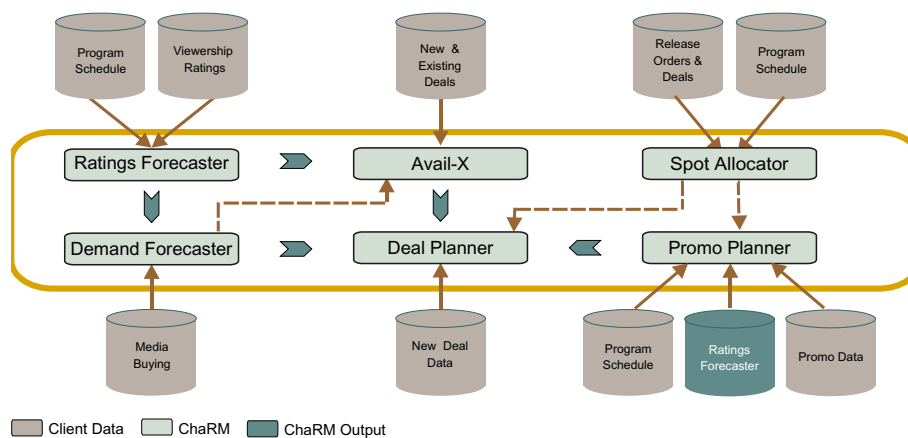 Program
Schedule
Viewership
Ratings
New &
Existing
Deals
Release
Orders &
Deals
Program
Schedule
Ratings Forecaster
Avail-X
Spot Allocator
Demand Forecaster
Deal Planner
Promo Planner
Media
Buying
New Deal
Data
Program
Schedule
Ratings
Forecaster
Promo Data
Client Data
ChaRM
ChaRM Output